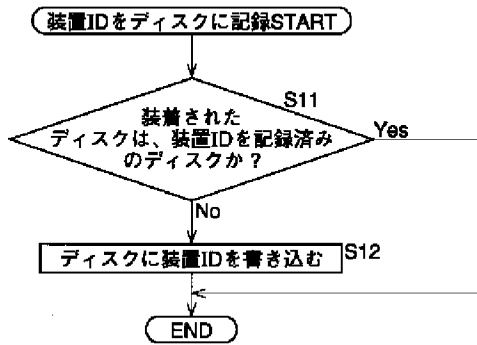 装置IDをディスクに記録START
S11
装着された
ディスクは、装置IDを記録済み
のディスクか？
Yes
No
ディスクに装置IDを書き込む
S12
END